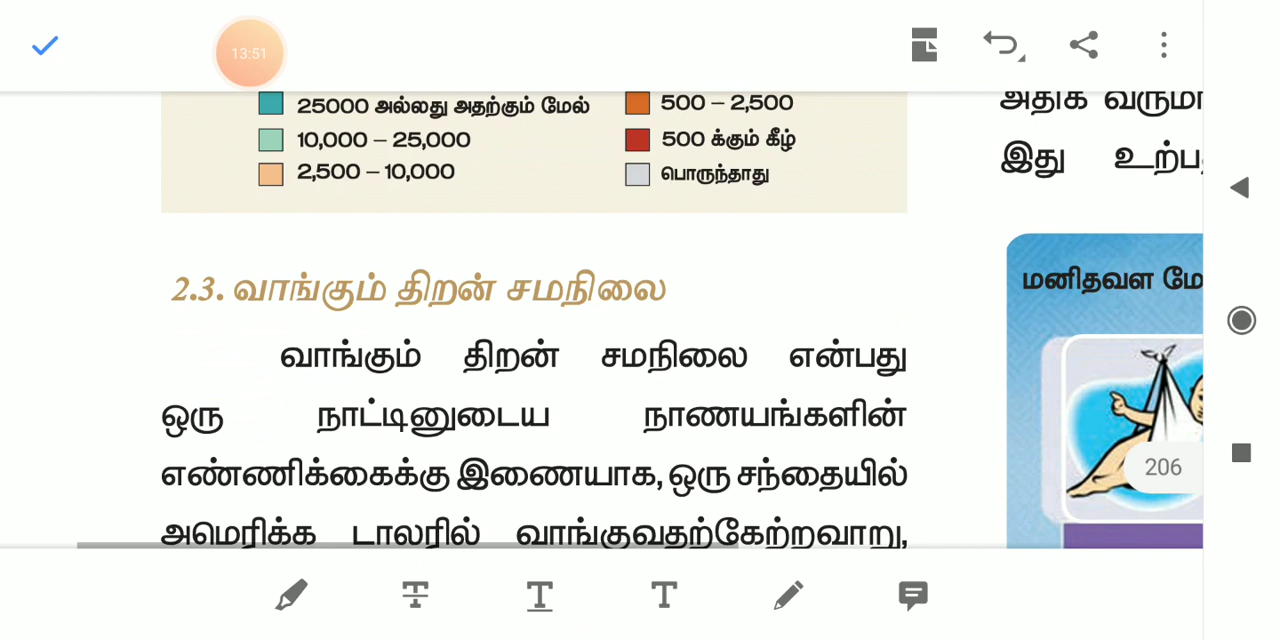 13:51
25000 அல்லது அதற்கும் மேல்
10,000 – 25,000
2,500 – 10,000
500 – 2,500
500 க்கும் கீழ்
பொருந்தாது
2.3. வாங்கும் திறன் சமநிலை
வாங்கும் திறன் சமநிலை என்பது
ஒரு நாட்டினுடைய நாணயங்களின்
எண்ணிக்கைக்கு இணையாக, ஒரு சந்தையில்
அமெரிக்க டாலரில் வாங்குவதற்கேற்றவாறு,
அதிக
இது
மனிதவள
206